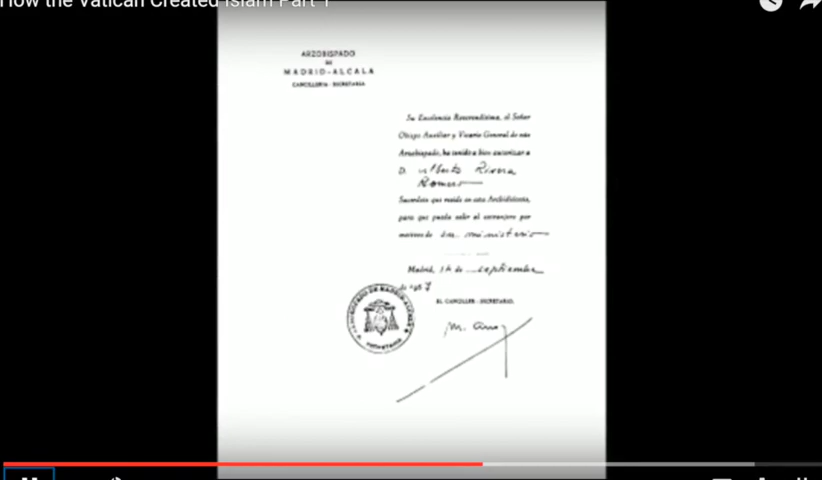 How the Vatican Created Islam Part 1
ARZOBISPADO
DE
MADRID-ALCALA
CANCILLERIA - SECRETARIA
Su Excelencia Reverendísima, el Señor
Obispo Auxiliar y Vicario General de este
Arzobispado, ha tenido a bien autorizar a
D. Alberto Rivera
Romero
Sacerdote que reside en esta Archidiócesis,
para que pueda salir al extranjero por
motivos de su ministerio
Madrid, 14 de septiembre
EL CANCILLER - SECRETARIO,